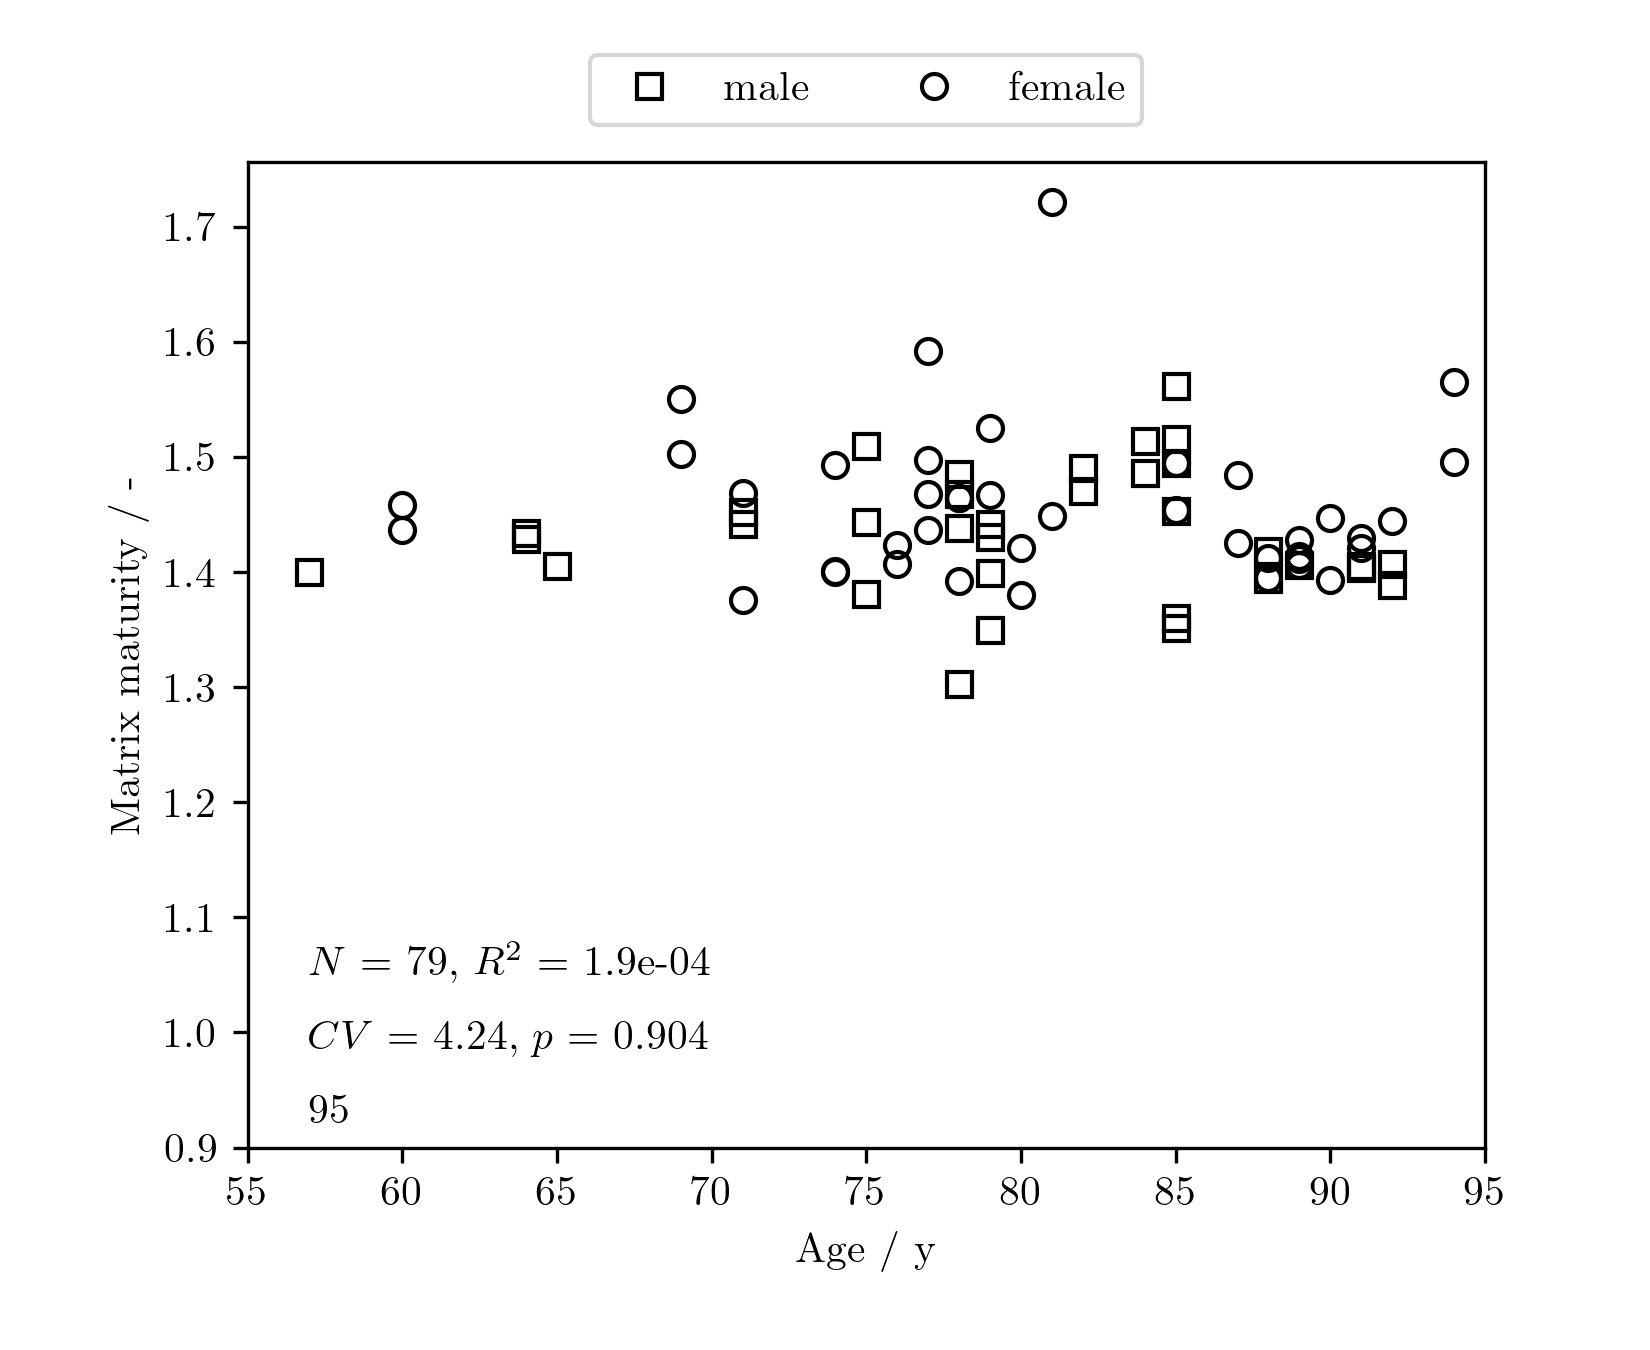 male female
1.7
1.6
1.5
1.4
1.3
1.2
1.1
1.0
0.9
Matrix maturity / -
N = 79, R² = 1.9e-04
CV = 4.24, p = 0.904
95
55 60 65 70 75 80 85 90 95
Age / y